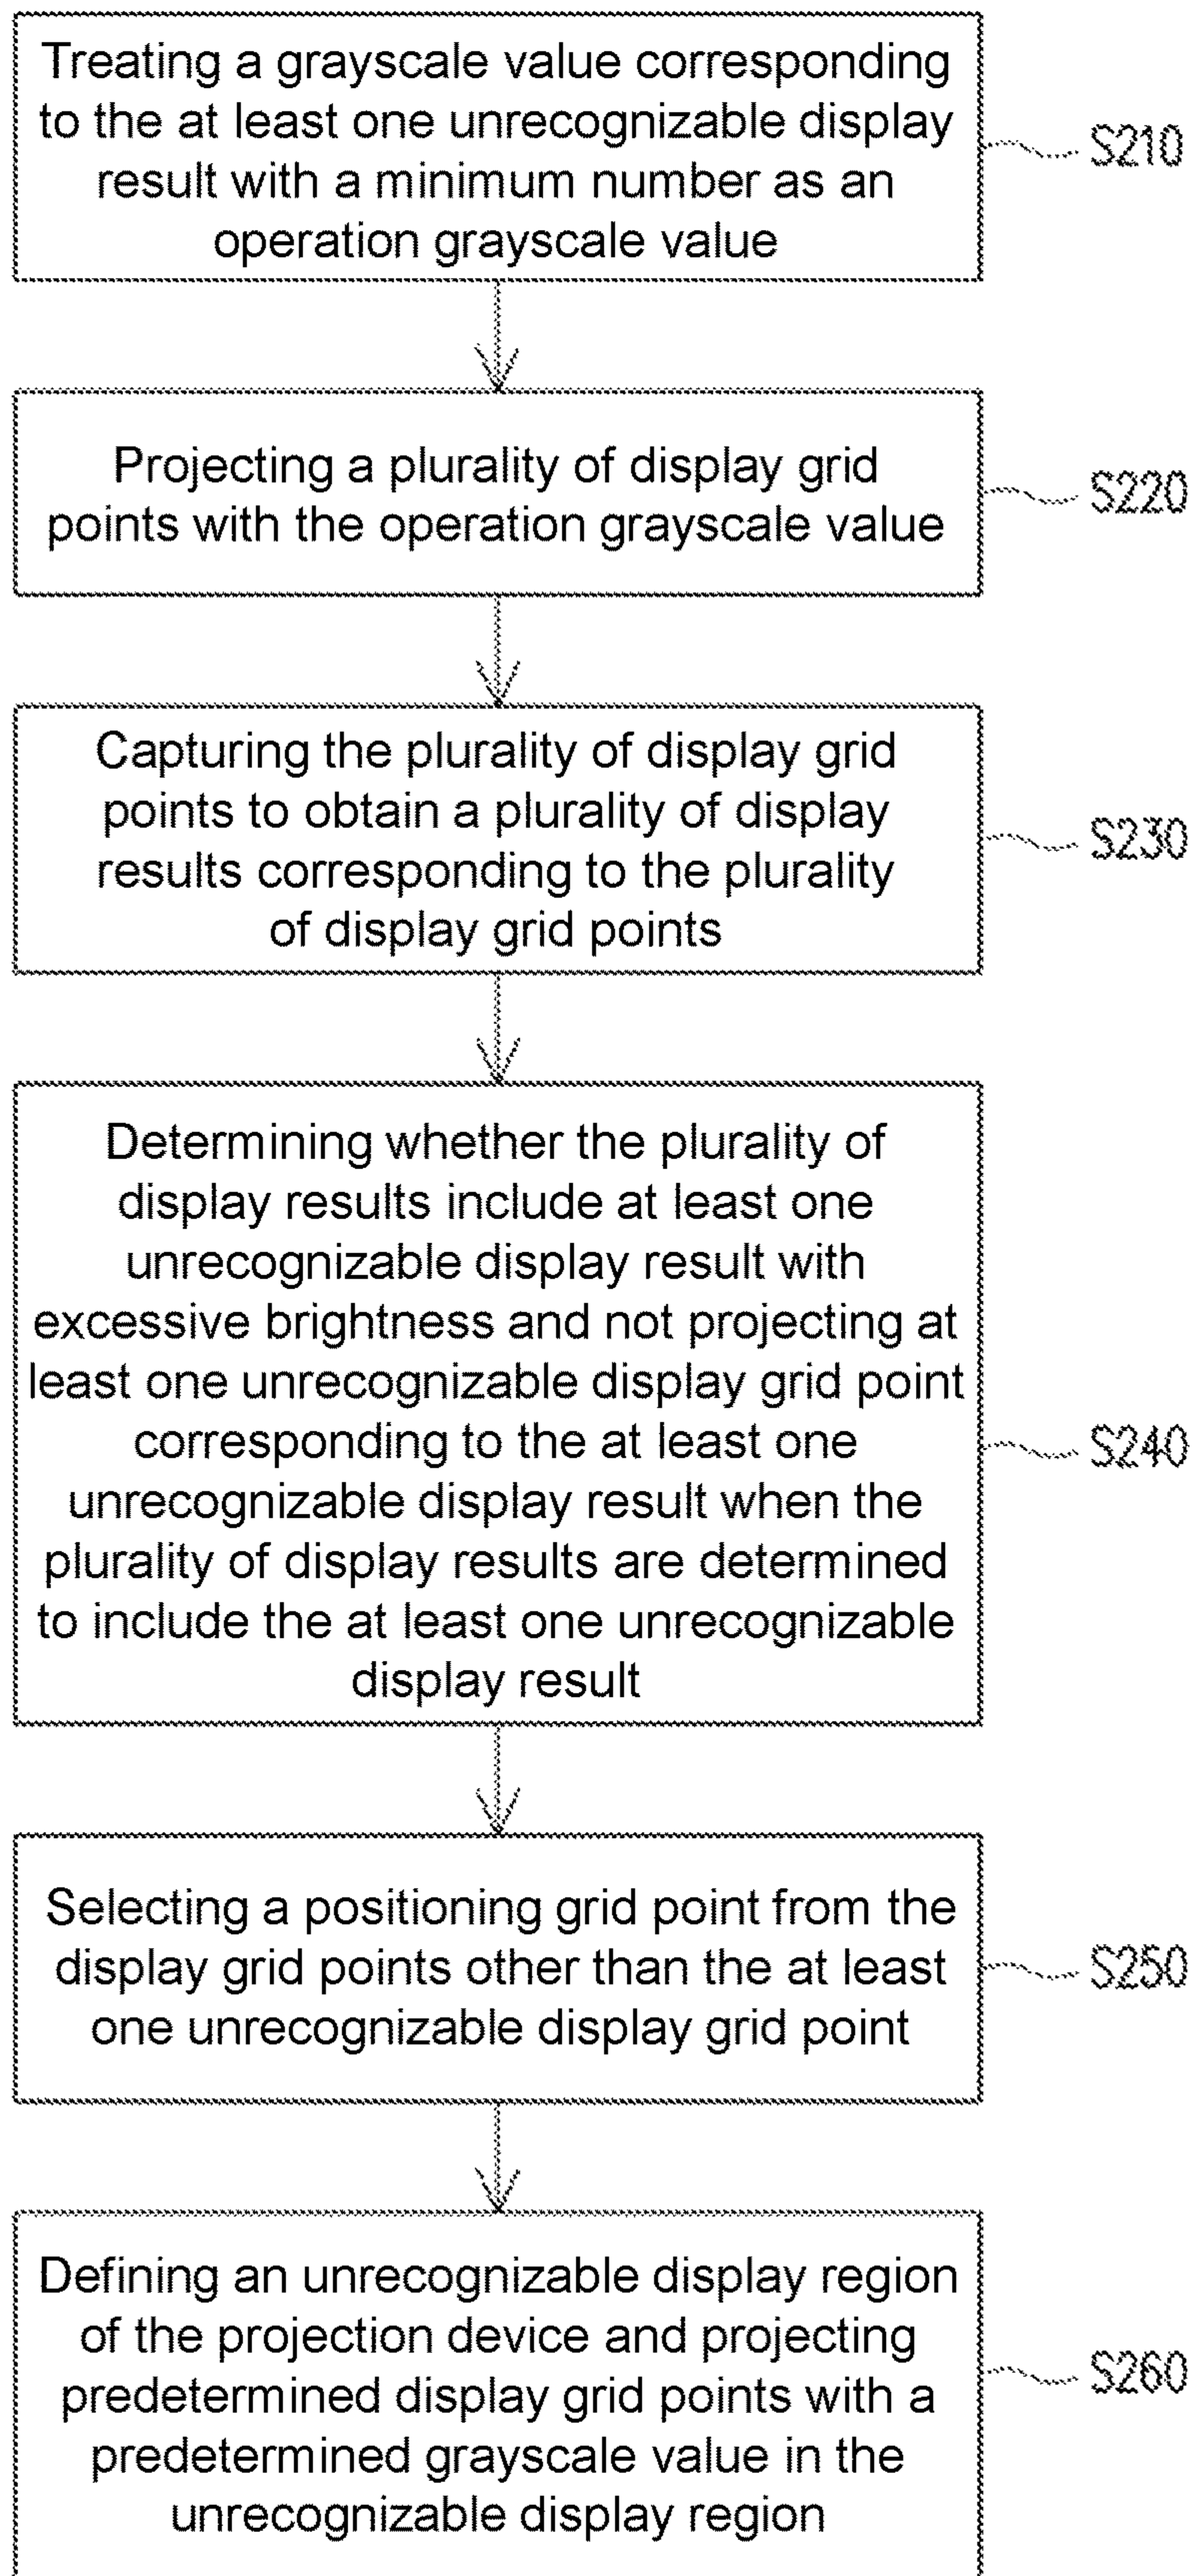 Treating a grayscale value corresponding
to the at least one unrecognizable display
result with a minimum number as an
operation grayscale value
S210
Projecting a plurality of display grid
points with the operation grayscale value
S220
Capturing the plurality of display grid
points to obtain a plurality of display
results corresponding to the plurality
of display grid points
S230
Determining whether the plurality of
display results include at least one
unrecognizable display result with
excessive brightness and not projecting at
least one unrecognizable display grid point
corresponding to the at least one
unrecognizable display result when the
plurality of display results are determined
to include the at least one unrecognizable
display result
S240
Selecting a positioning grid point from the
display grid points other than the at least
one unrecognizable display grid point
S250
Defining an unrecognizable display region
of the projection device and projecting
predetermined display grid points with a
predetermined grayscale value in the
unrecognizable display region
S260